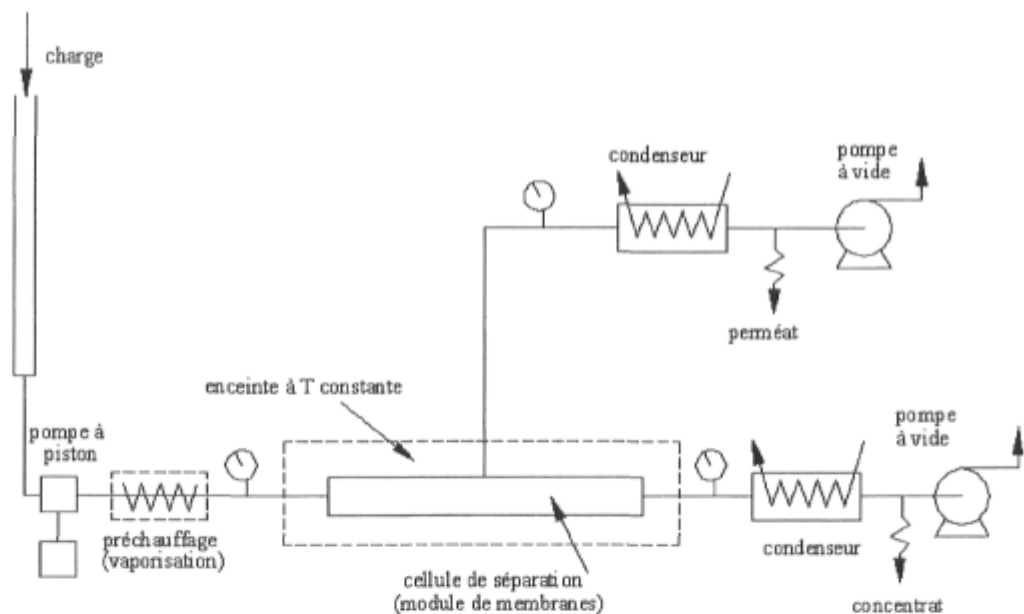 charge
condenseur
pompe
à vide
perméat
enceinte à T constante
pompe à
piston
pompe
à vide
préchauffage
(vaporisation)
condenseur
cellule de séparation
(module de membranes)
concentrat